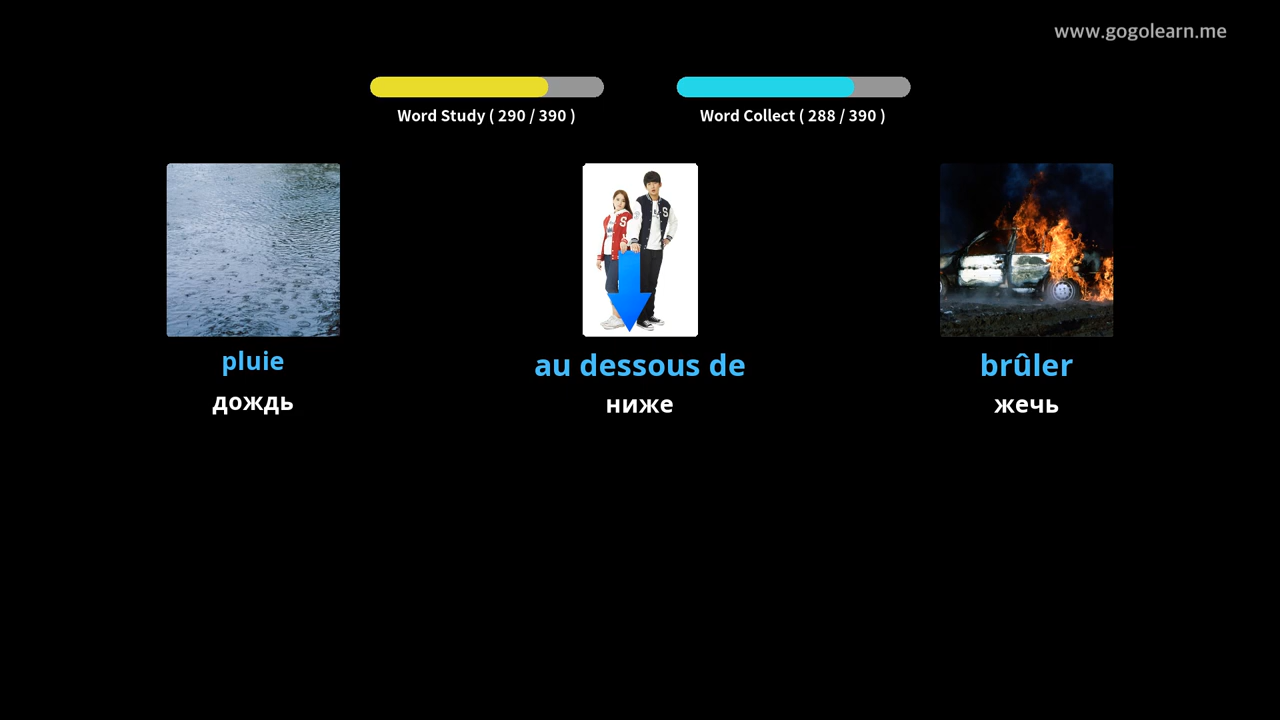 www.gogolearn.me
Word Study ( 290 / 390 )
Word Collect ( 288 / 390 )
pluie
au dessous de
brûler
дождь
ниже
жечь
S
S